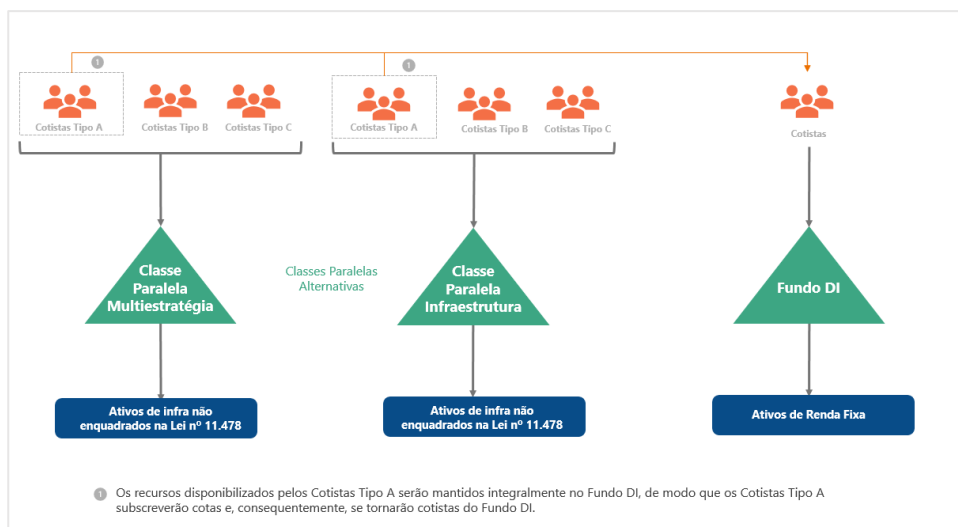 1
1
Cotistas Tipo A
Cotistas Tipo B
Cotistas Tipo C
Cotistas Tipo A
Cotistas Tipo B
Cotistas Tipo C
Cotistas
Classe
Paralela
Multiestratégia
Classes Paralelas
Alternativas
Classe
Paralela
Infraestrutura
Fundo DI
Ativos de infra não
enquadrados na Lei nº 11.478
Ativos de infra não
enquadrados na Lei nº 11.478
Ativos de Renda Fixa
1 Os recursos disponibilizados pelos Cotistas Tipo A serão mantidos integralmente no Fundo DI, de modo que os Cotistas Tipo A
subscreverão cotas e, consequentemente, se tornarão cotistas do Fundo DI.